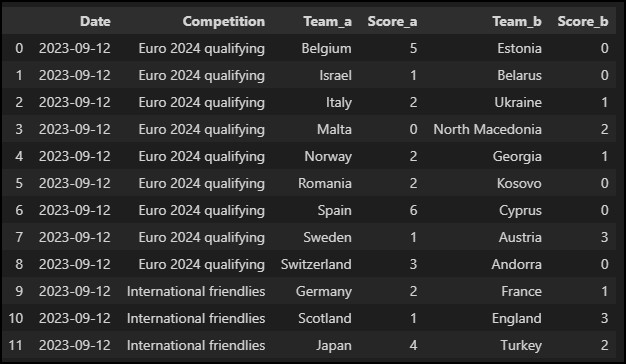 Date Competition Team_a Score_a Team_b Score_b
0 2023-09-12 Euro 2024 qualifying Belgium 5 Estonia 0
1 2023-09-12 Euro 2024 qualifying Israel 1 Belarus 0
2 2023-09-12 Euro 2024 qualifying Italy 2 Ukraine 1
3 2023-09-12 Euro 2024 qualifying Malta 0 North Macedonia 2
4 2023-09-12 Euro 2024 qualifying Norway 2 Georgia 1
5 2023-09-12 Euro 2024 qualifying Romania 2 Kosovo 0
6 2023-09-12 Euro 2024 qualifying Spain 6 Cyprus 0
7 2023-09-12 Euro 2024 qualifying Sweden 1 Austria 3
8 2023-09-12 Euro 2024 qualifying Switzerland 3 Andorra 0
9 2023-09-12 International friendlies Germany 2 France 1
10 2023-09-12 International friendlies Scotland 1 England 3
11 2023-09-12 International friendlies Japan 4 Turkey 2